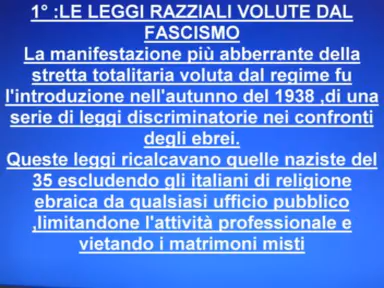 1° :LE LEGGI RAZZIALI VOLUTE DAL
FASCISMO
La manifestazione più abberrante della
stretta totalitaria voluta dal regime fu
l'introduzione nell'autunno del 1938 ,di una
serie di leggi discriminatorie nei confronti
degli ebrei.
Queste leggi ricalcavano quelle naziste del
35 escludendo gli italiani di religione
ebraica da qualsiasi ufficio pubblico
,limitandone l'attività professionale e
vietando i matrimoni misti